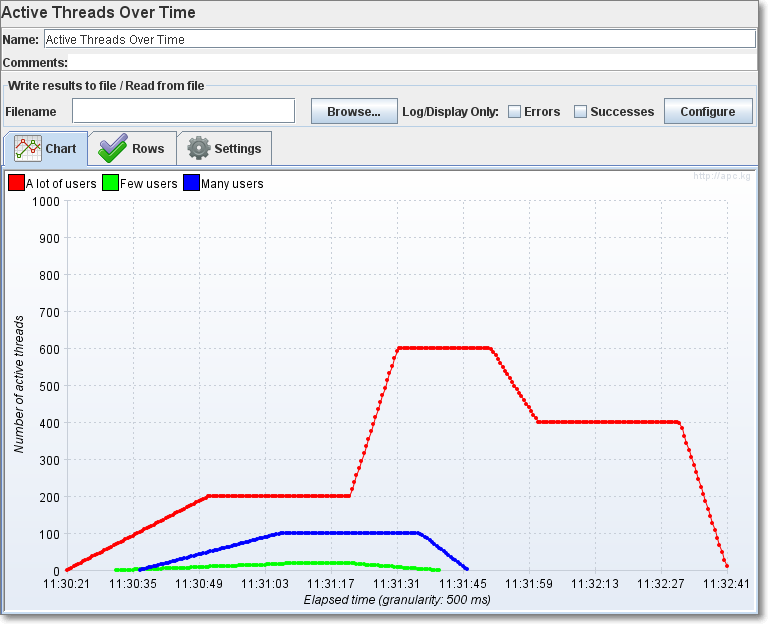 Active Threads Over Time
Name: Active Threads Over Time
Comments:
Write results to file / Read from file
Filename Browse... Log/Display Only: Errors Successes Configure
Chart Rows Settings
http://apc.kg
A lot of users Few users Many users
1000
900
800
700
600
500
400
300
200
100
0
Number of active threads
11:30:21 11:30:35 11:30:49 11:31:03 11:31:17 11:31:31 11:31:45 11:31:59 11:32:13 11:32:27 11:32:41
Elapsed time (granularity: 500 ms)